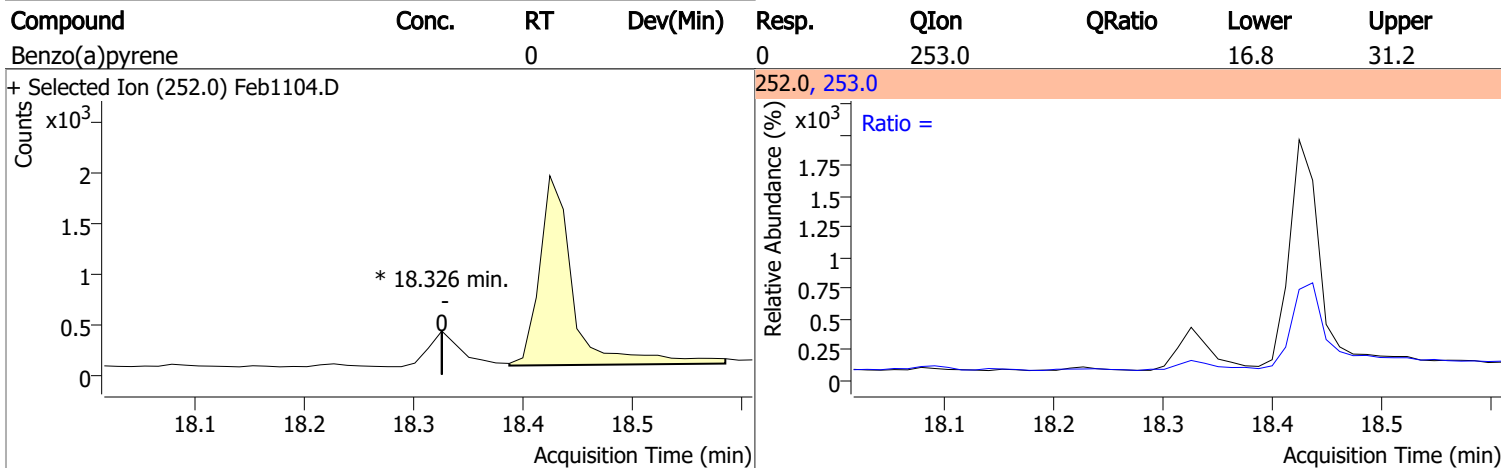 Compound Conc. RT Dev(Min) Resp. QIon QRatio Lower Upper
Benzo(a)pyrene 0 0 253.0 16.8 31.2
+ Selected Ion (252.0) Feb1104.D
Counts
x10³
2
1.5
1
0.5
0
* 18.326 min.
-
0
18.1 18.2 18.3 18.4 18.5
Acquisition Time (min)
252.0, 253.0
Relative Abundance (%)
x10³
Ratio =
1.75
1.5
1.25
1
0.75
0.5
0.25
0
18.1 18.2 18.3 18.4 18.5
Acquisition Time (min)